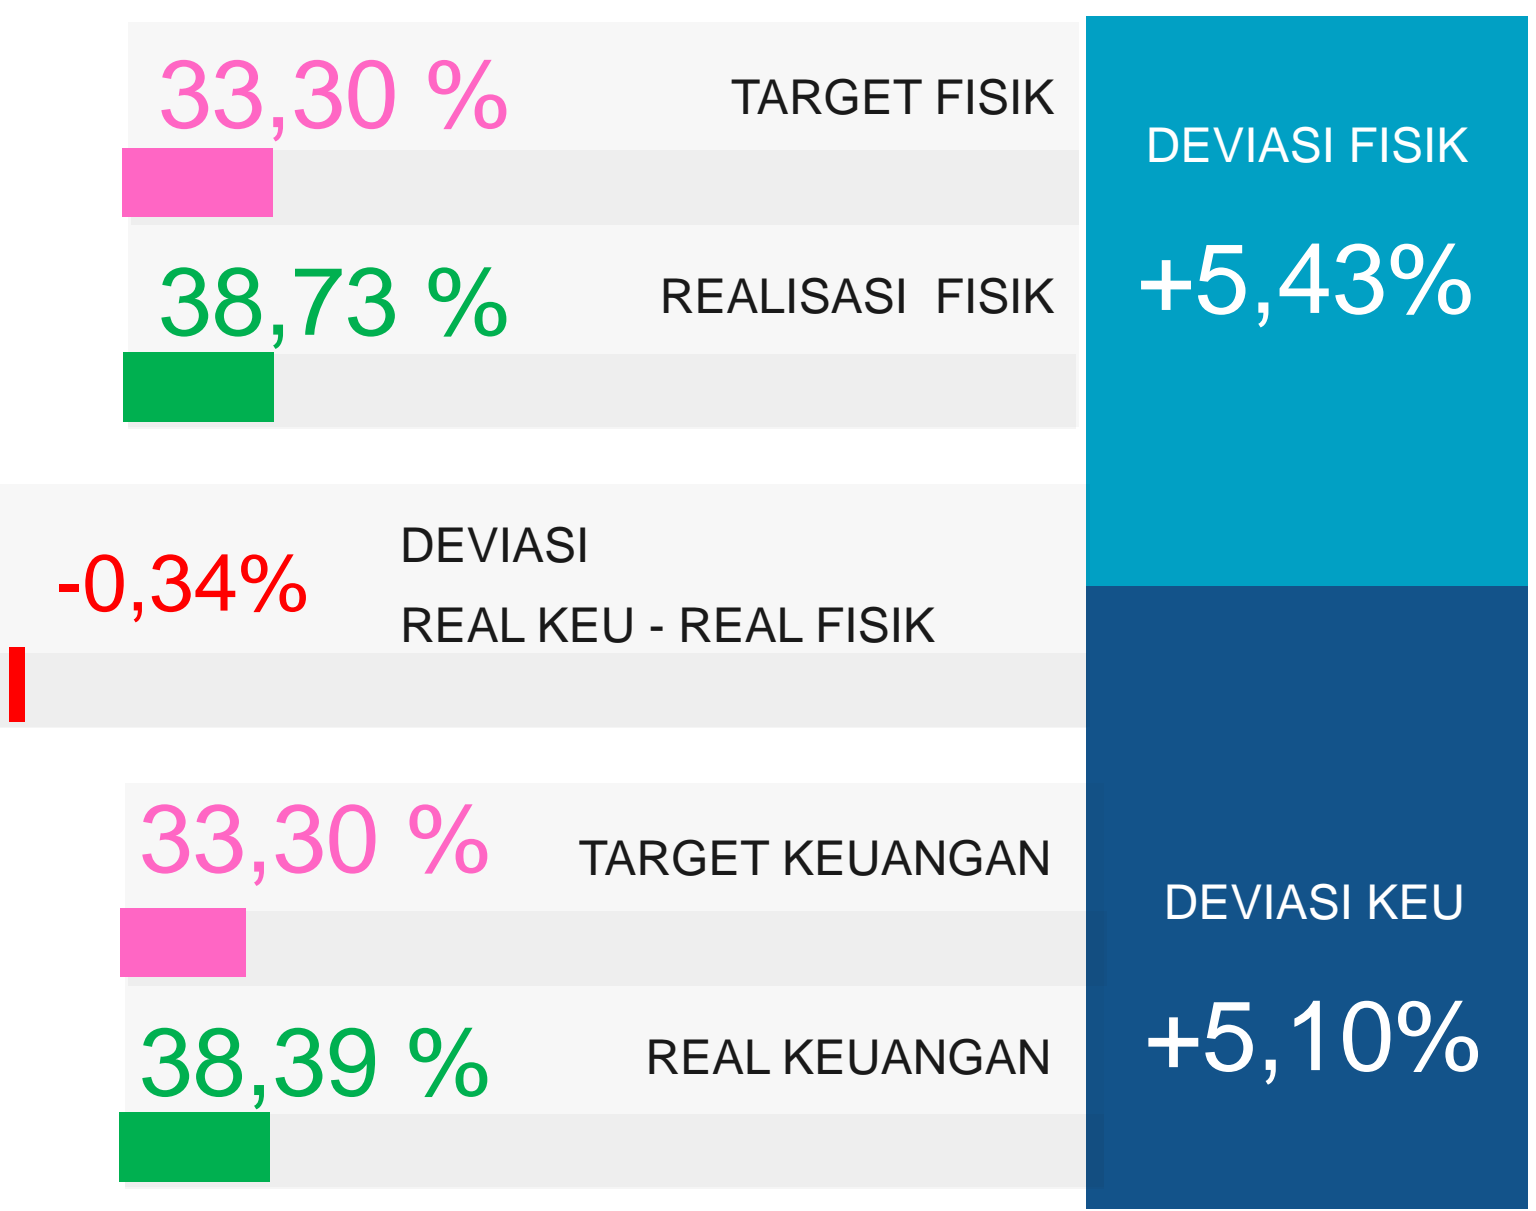 33,30 % TARGET FISIK
38,73 % REALISASI FISIK
DEVIASI FISIK
+5,43%
-0,34%
DEVIASI
REAL KEU - REAL FISIK
33,30 % TARGET KEUANGAN
38,39 % REAL KEUANGAN
DEVIASI KEU
+5,10%